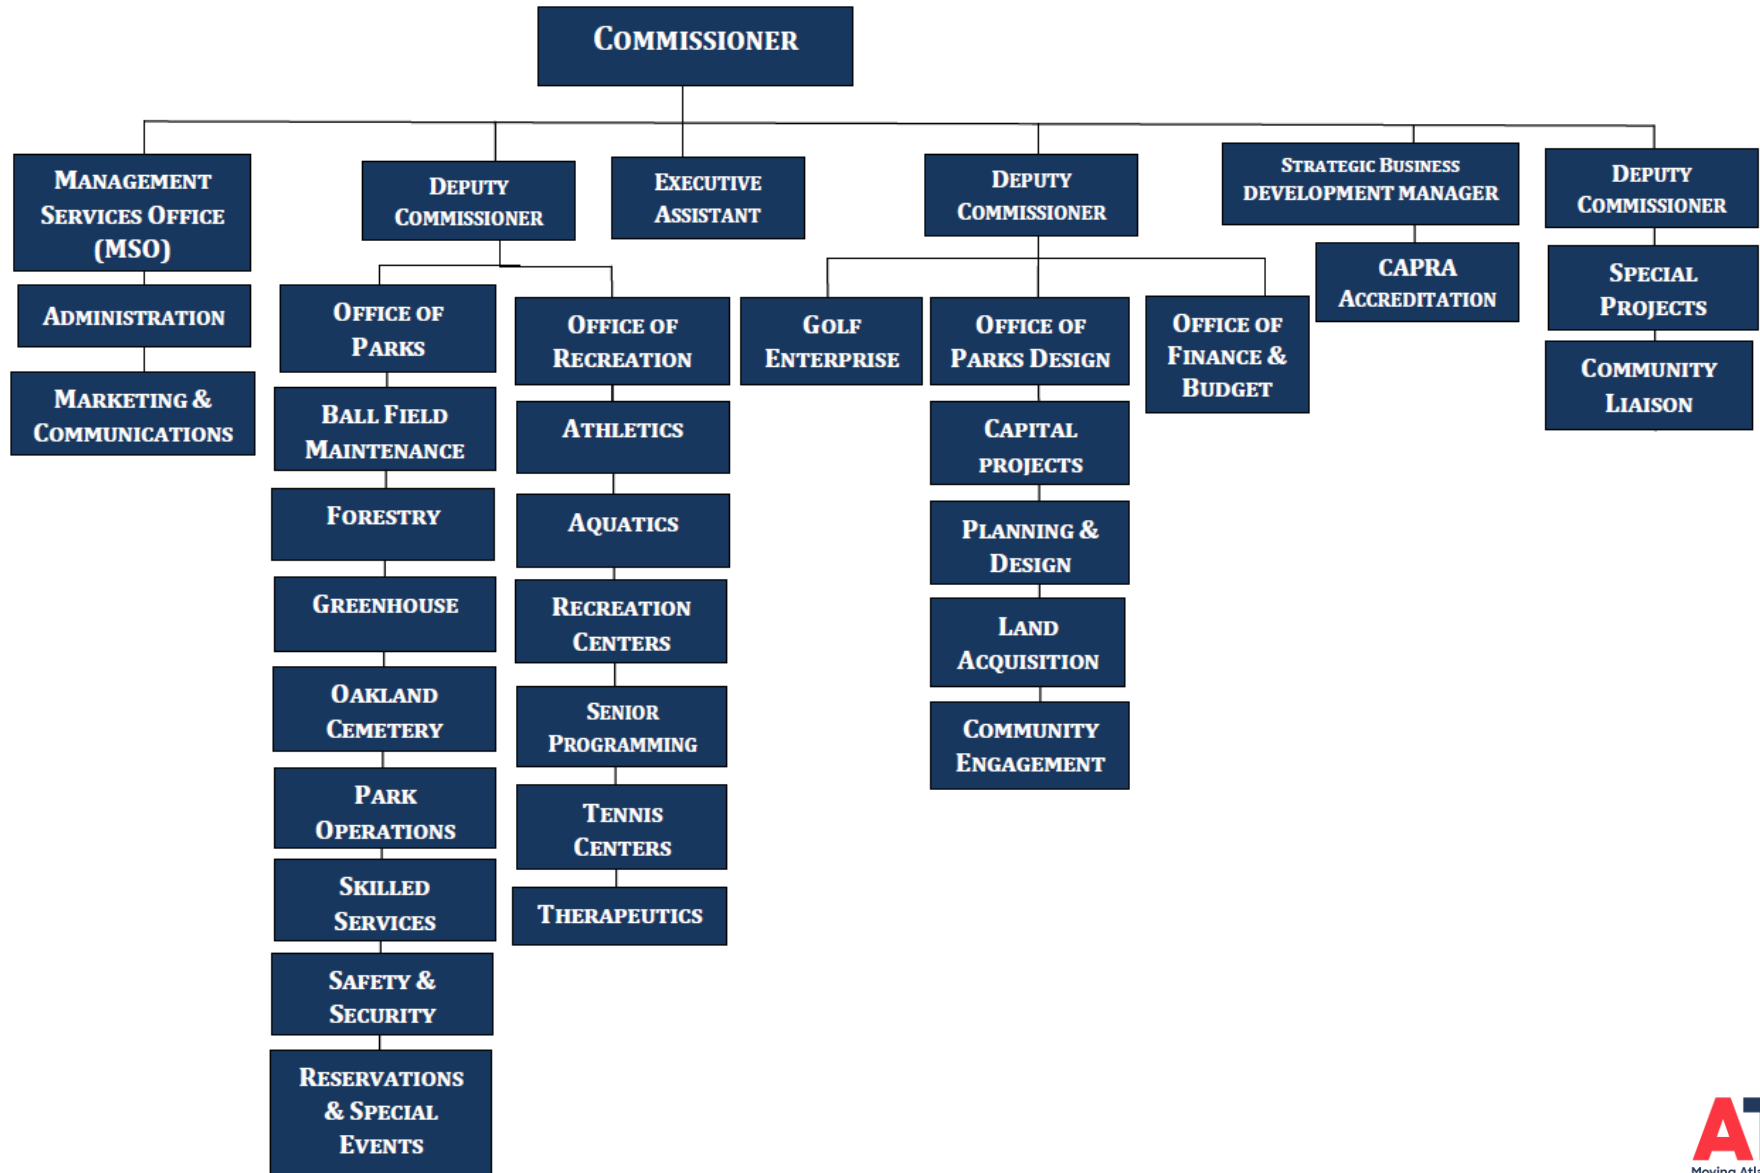 COMMISSIONER
MANAGEMENT
SERVICES OFFICE
(MSO)
ADMINISTRATION
MARKETING &
COMMUNICATIONS
DEPUTY
COMMISSIONER
OFFICE OF
PARKS
BALL FIELD
MAINTENANCE
FORESTRY
GREENHOUSE
OAKLAND
CEMETERY
PARK
OPERATIONS
SKILLED
SERVICES
SAFETY &
SECURITY
RESERVATIONS
& SPECIAL
EVENTS
OFFICE OF
RECREATION
ATHLETICS
AQUATICS
RECREATION
CENTERS
SENIOR
PROGRAMMING
TENNIS
CENTERS
THERAPEUTICS
EXECUTIVE
ASSISTANT
DEPUTY
COMMISSIONER
GOLF
ENTERPRISE
OFFICE OF
PARKS DESIGN
CAPITAL
PROJECTS
PLANNING &
DESIGN
LAND
ACQUISITION
COMMUNITY
ENGAGEMENT
OFFICE OF
FINANCE &
BUDGET
STRATEGIC BUSINESS
DEVELOPMENT MANAGER
CAPRA
ACCREDITATION
DEPUTY
COMMISSIONER
SPECIAL
PROJECTS
COMMUNITY
LIAISON
AT
Moving Atla